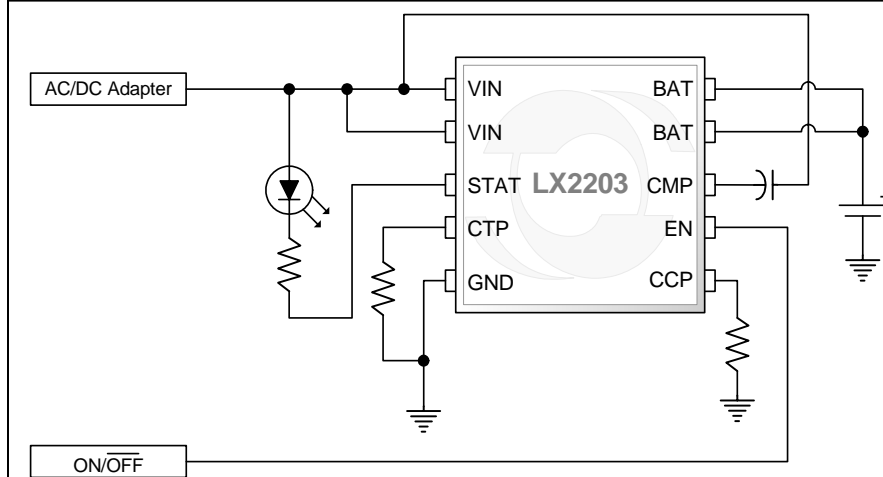 AC/DC Adapter
VIN
BAT
VIN
BAT
STAT
LX2203
CMP
CTP
EN
GND
CCP
ON/OFF